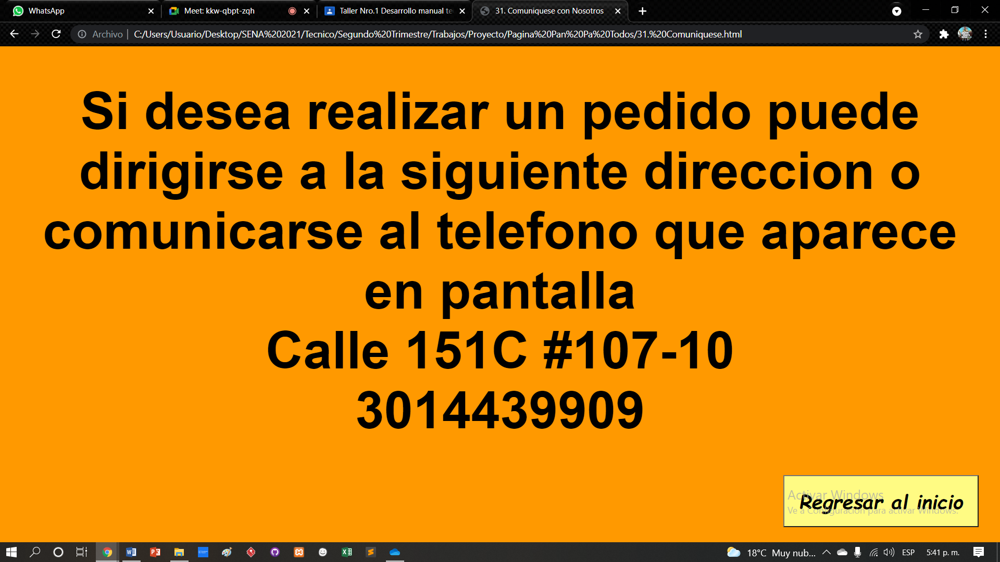 WhatsApp
Meet: kkw-qbpt-zqh
Taller Nro.1 Desarrollo manual te
31. Comuniquese con Nosotros
Archivo | C:/Users/Usuario/Desktop/SENA%202021/Tecnico/Segundo%20Trimestre/Trabajos/Proyecto/Pagina%20Pan%20Pa%20Todos/31.%20Comuniquese.html
Si desea realizar un pedido puede
dirigirse a la siguiente direccion o
comunicarse al telefono que aparece
en pantalla
Calle 151C #107-10
3014439909
Activar Windows
Regresar al inicio
Ve a Configuración para activar Windows.
18°C Muy nub...
ESP
5:41 p. m.